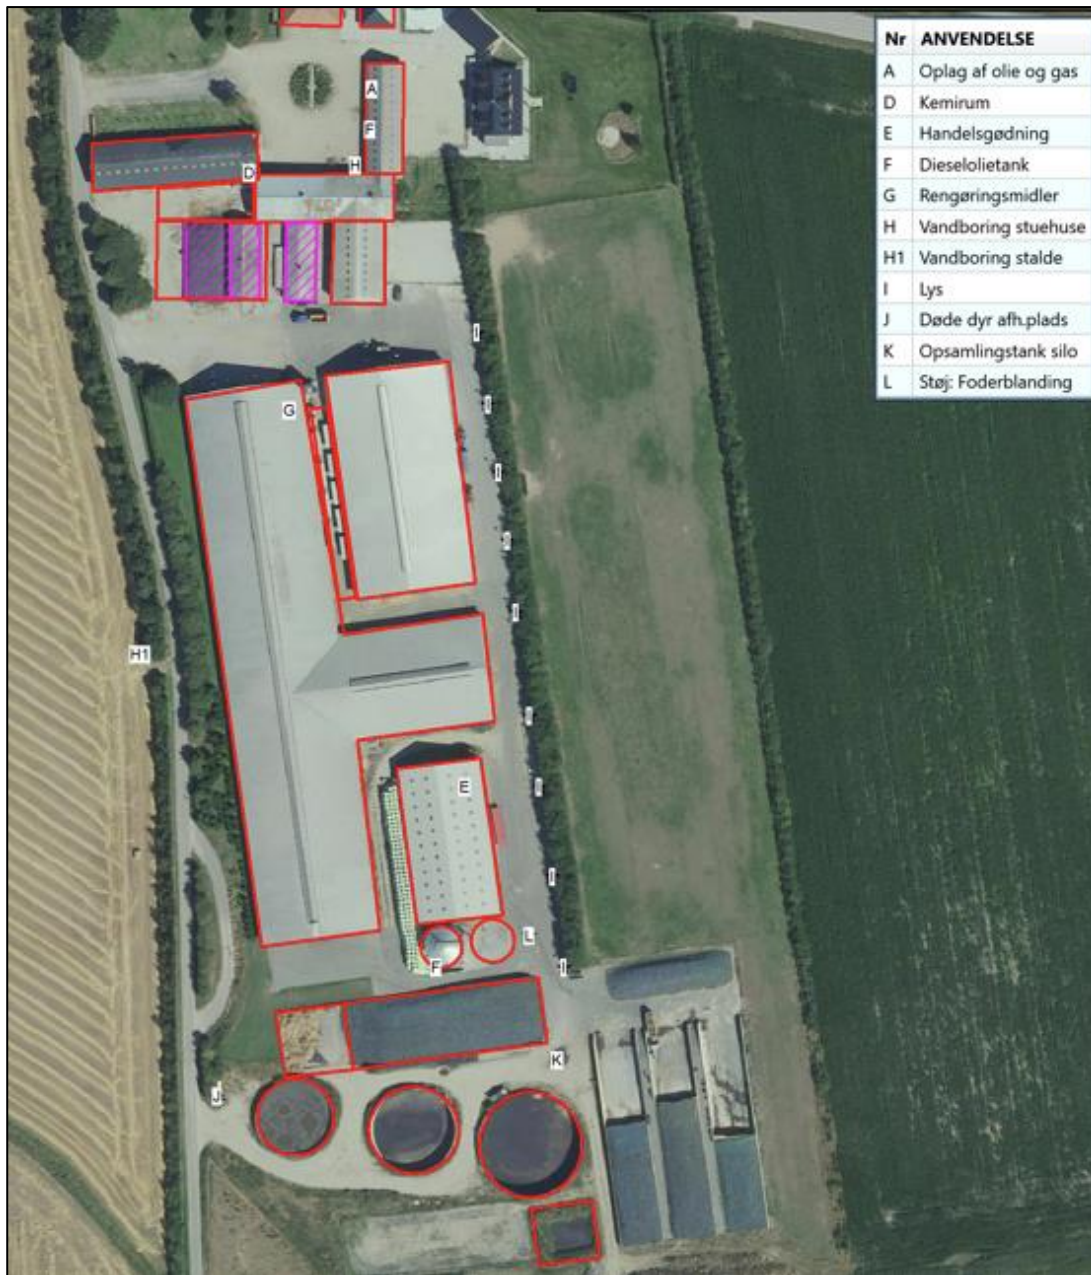 Nr ANVENDELSE
A Oplag af olie og gas
D Kemirum
E Handelsgødning
F Dieselolietank
G Rengøringsmidler
H Vandboring stuehuse
H1 Vandboring stalde
I Lys
J Døde dyr afh.plads
K Opsamlingstank silo
L Støj: Foderblanding
A
F
H
D
I
G
I
I
I
I
H1
I
I
E
I
L
F
I
K
J